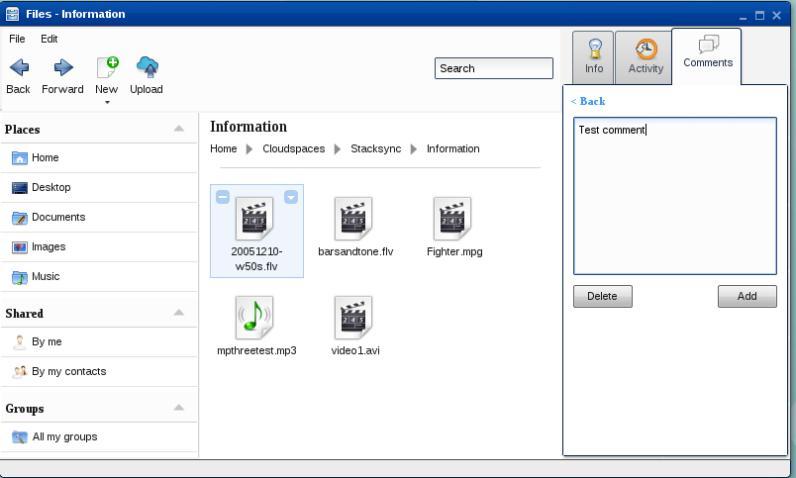 Files - Information
File Edit
Back Forward New Upload
Search
Info Activity Comments
Places
Home
Desktop
Documents
Images
Music
Shared
By me
By my contacts
Groups
All my groups
Information
Home Cloudspaces Stacksync Information
20051210-
w50s.flv
barsandtone.flv
Fighter.mpg
mpthreetest.mp3
video1.avi
< Back
Test comment
Delete Add